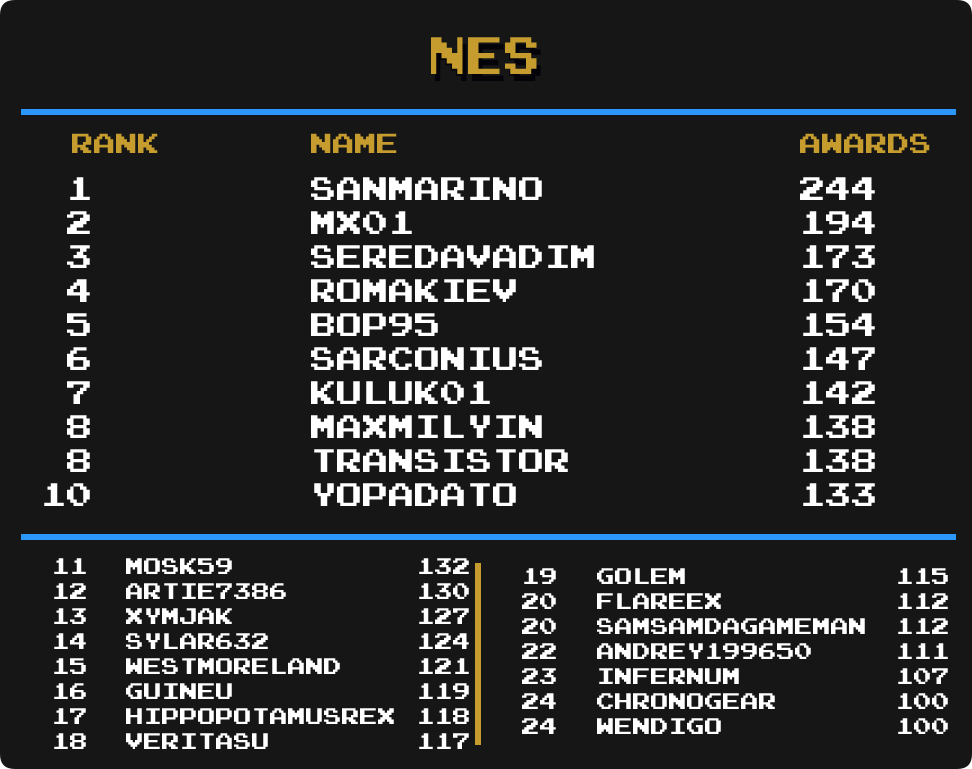 NES
RANK NAME AWARDS
1 SANMARINO 244
2 MX01 194
3 SEREDAVADIM 173
4 ROMAKIEV 170
5 BOP95 154
6 SARCONIUS 147
7 KULUK01 142
8 MAXMILYIN 138
8 TRANSISTOR 138
10 YOPADATO 133
11 MOSK59 132
12 ARTIE7386 130
13 XYMJAK 127
14 SYLAR632 124
15 WESTMORELAND 121
16 GUINEU 119
17 HIPPOPOTAMUSREX 118
18 VERITASU 117
19 GOLEM 115
20 FLAREEX 112
20 SAMSAMDAGAMEMAN 112
22 ANDREY199650 111
23 INFERNUM 107
24 CHRONOGEAR 100
24 WENDIGO 100